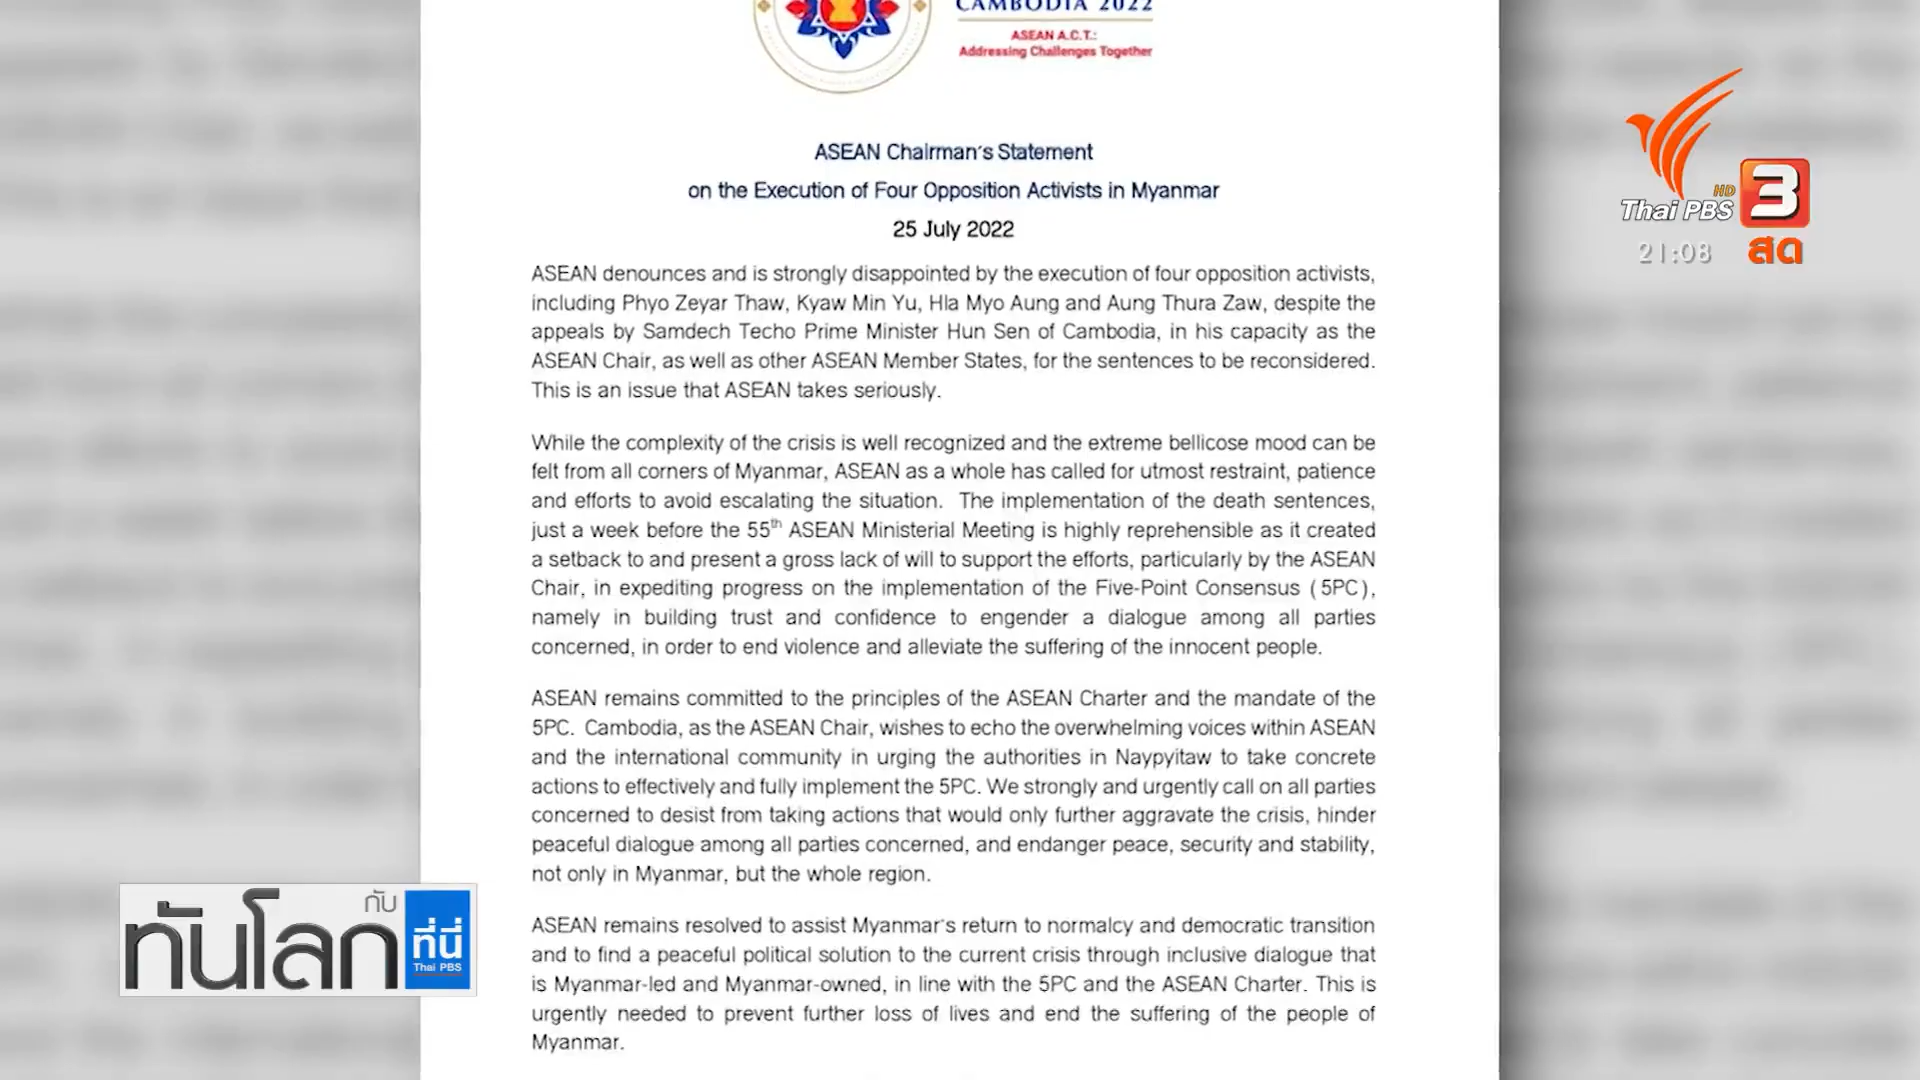 CAMBODIA 2022
ASEAN A.C.T.:
Addressing Challenges Together
ASEAN Chairman's Statement
on the Execution of Four Opposition Activists in Myanmar
25 July 2022
ASEAN denounces and is strongly disappointed by the execution of four opposition activists,
including Phyo Zeyar Thaw, Kyaw Min Yu, Hla Myo Aung and Aung Thura Zaw, despite the
appeals by Samdech Techo Prime Minister Hun Sen of Cambodia, in his capacity as the
ASEAN Chair, as well as other ASEAN Member States, for the sentences to be reconsidered.
This is an issue that ASEAN takes seriously.
While the complexity of the crisis is well recognized and the extreme bellicose mood can be
felt from all corners of Myanmar, ASEAN as a whole has called for utmost restraint, patience
and efforts to avoid escalating the situation. The implementation of the death sentences,
just a week before the 55th ASEAN Ministerial Meeting is highly reprehensible as it created
a setback to and present a gross lack of will to support the efforts, particularly by the ASEAN
Chair, in expediting progress on the implementation of the Five-Point Consensus (5PC),
namely in building trust and confidence to engender a dialogue among all parties
concerned, in order to end violence and alleviate the suffering of the innocent people.
ASEAN remains committed to the principles of the ASEAN Charter and the mandate of the
5PC. Cambodia, as the ASEAN Chair, wishes to echo the overwhelming voices within ASEAN
and the international community in urging the authorities in Naypyitaw to take concrete
actions to effectively and fully implement the 5PC. We strongly and urgently call on all parties
concerned to desist from taking actions that would only further aggravate the crisis, hinder
peaceful dialogue among all parties concerned, and endanger peace, security and stability,
not only in Myanmar, but the whole region.
ASEAN remains resolved to assist Myanmar's return to normalcy and democratic transition
and to find a peaceful political solution to the current crisis through inclusive dialogue that
is Myanmar-led and Myanmar-owned, in line with the 5PC and the ASEAN Charter. This is
urgently needed to prevent further loss of lives and end the suffering of the people of
Myanmar.
Thai PBS HD 3
21:08 สด
ทันโลก กับ ที่นี่ Thai PBS